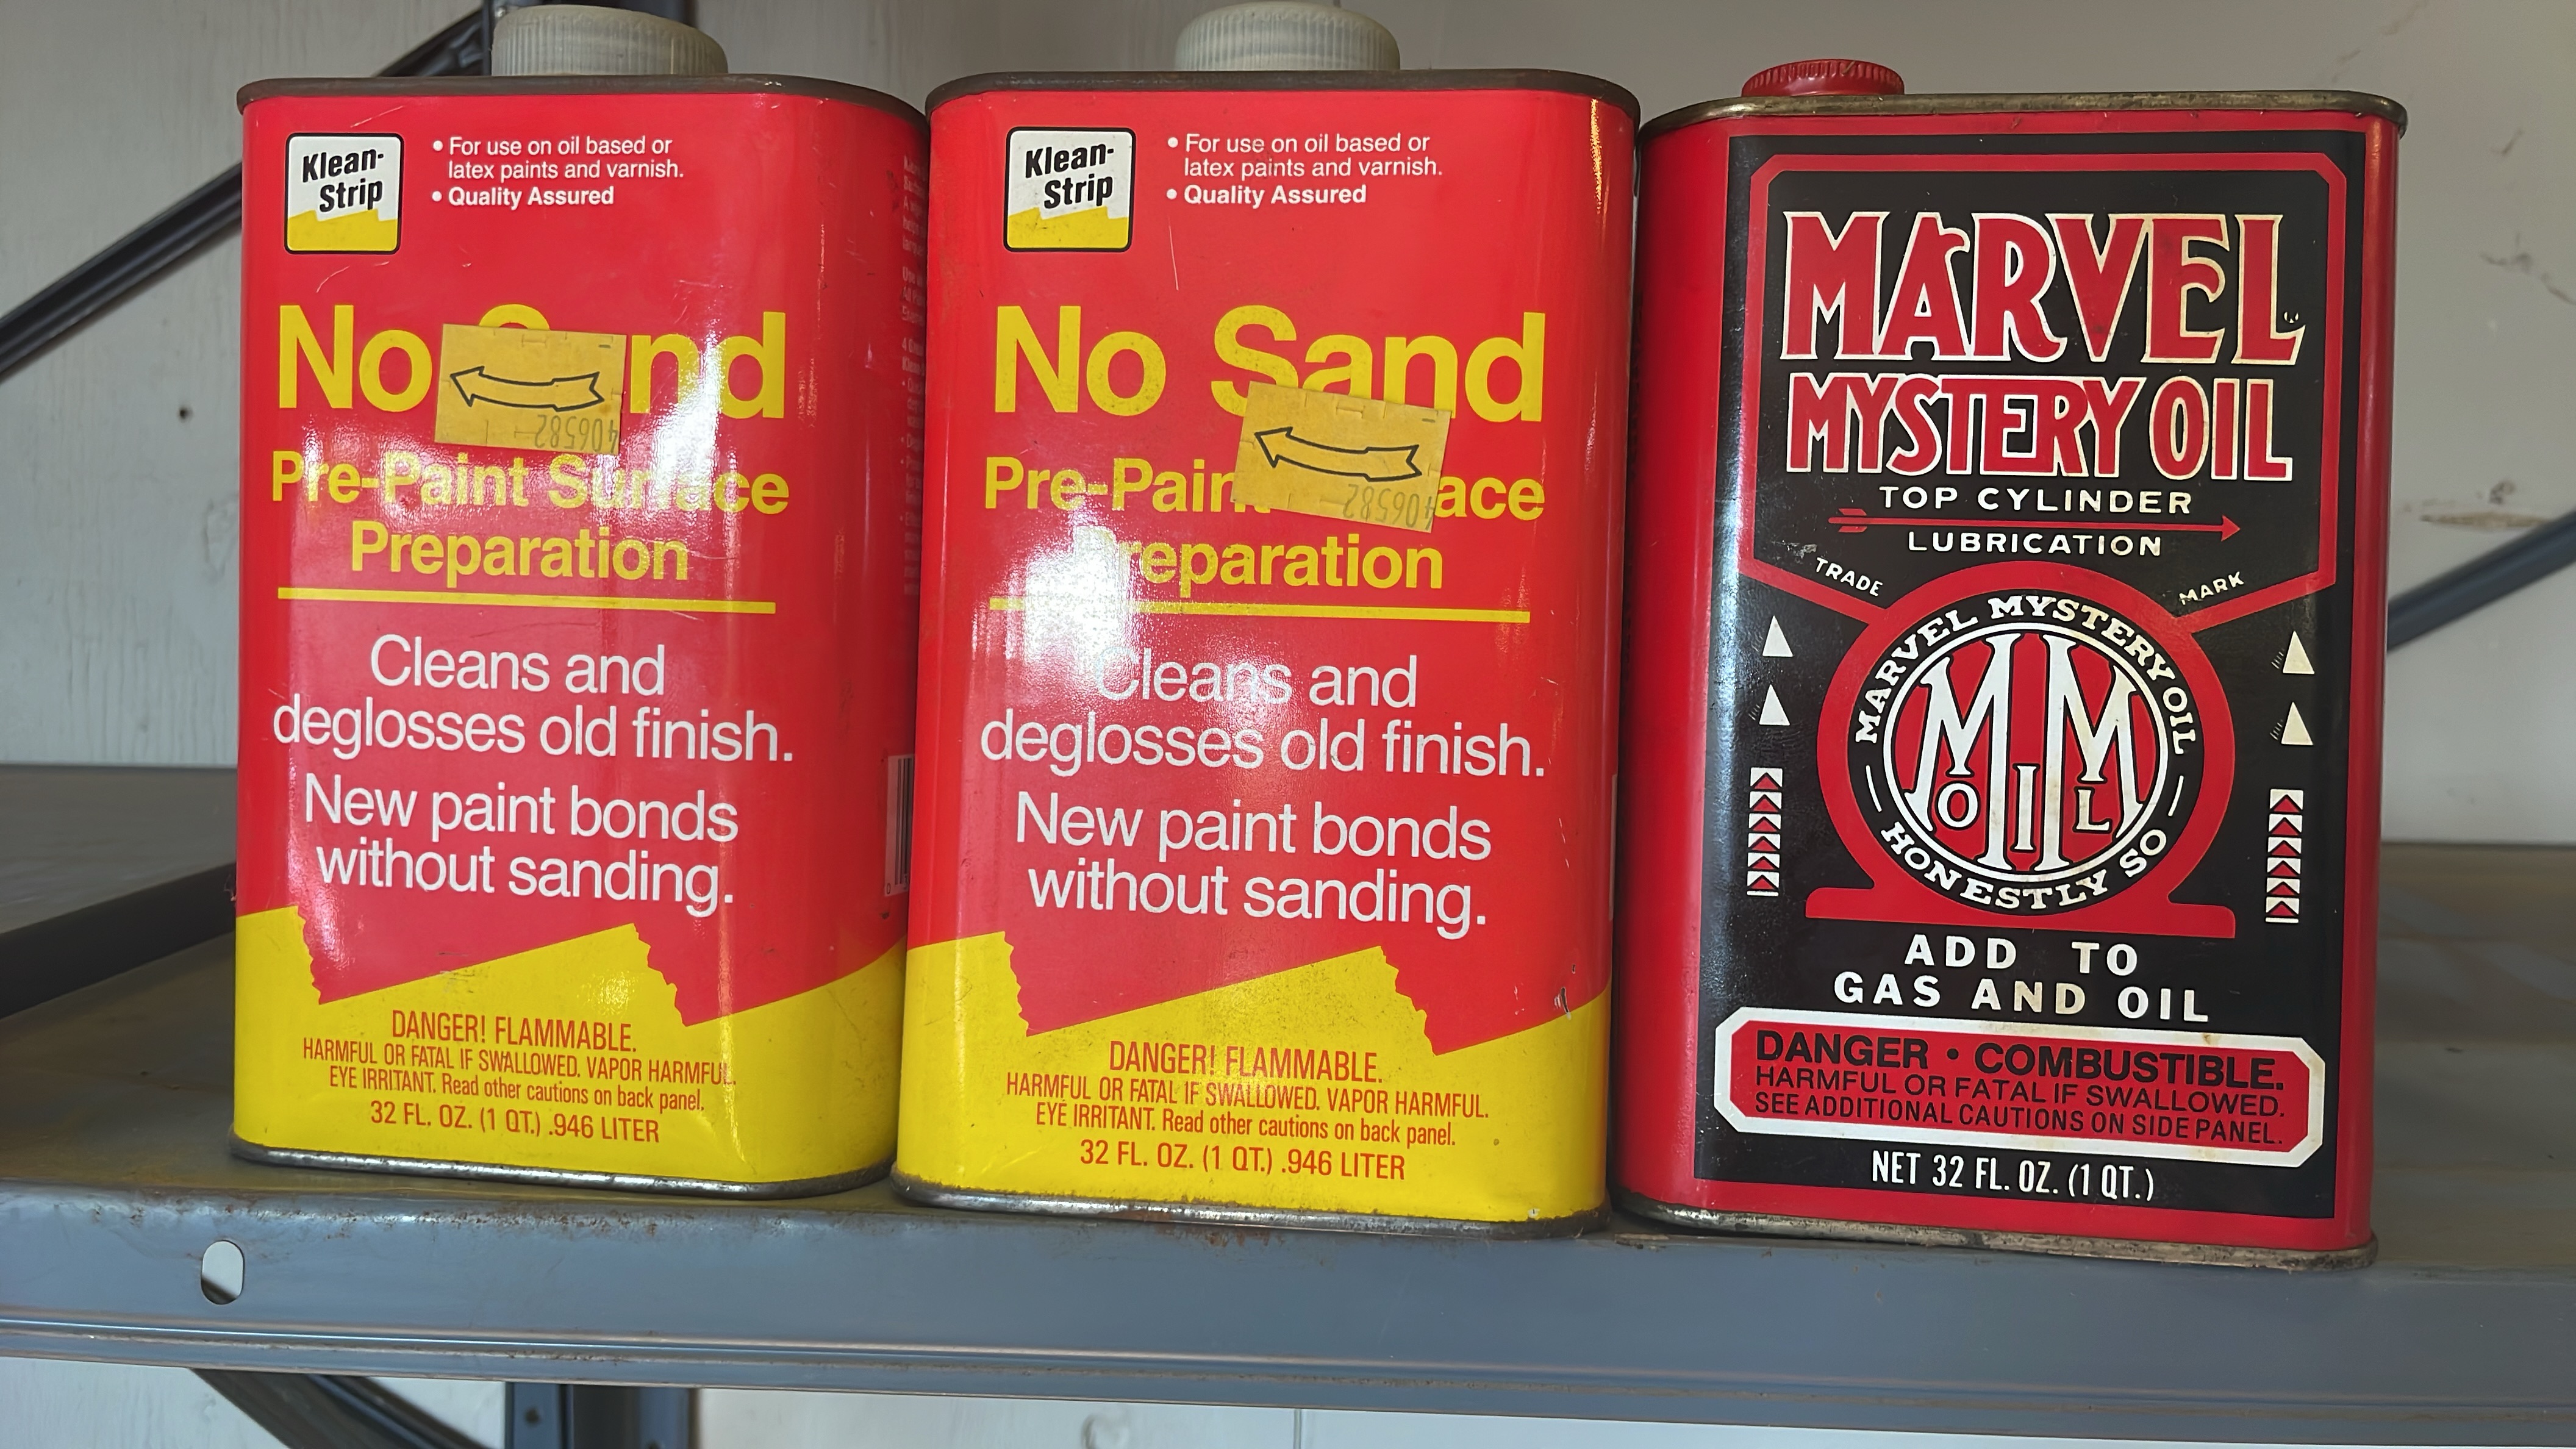 Klean-
Strip
• For use on oil based or
latex paints and varnish.
• Quality Assured
No S nd
406582
Pre-Paint Surface
Preparation
Cleans and
deglosses old finish.
New paint bonds
without sanding.
DANGER! FLAMMABLE.
HARMFUL OR FATAL IF SWALLOWED. VAPOR HARMFUL.
EYE IRRITANT. Read other cautions on back panel.
32 FL. OZ. (1 QT.) .946 LITER
Klean-
Strip
• For use on oil based or
latex paints and varnish.
• Quality Assured
No Sand
406582
Pre-Pain ace
Preparation
Cleans and
deglosses old finish.
New paint bonds
without sanding.
DANGER! FLAMMABLE.
HARMFUL OR FATAL IF SWALLOWED. VAPOR HARMFUL.
EYE IRRITANT. Read other cautions on back panel.
32 FL. OZ. (1 QT.) .946 LITER
MARVEL
MYSTERY OIL
TOP CYLINDER
LUBRICATION
TRADE MARK
MARVEL MYSTERY OIL
MM
OIL
HONESTLY SO
ADD TO
GAS AND OIL
DANGER • COMBUSTIBLE.
HARMFUL OR FATAL IF SWALLOWED.
SEE ADDITIONAL CAUTIONS ON SIDE PANEL.
NET 32 FL. OZ. (1 QT.)